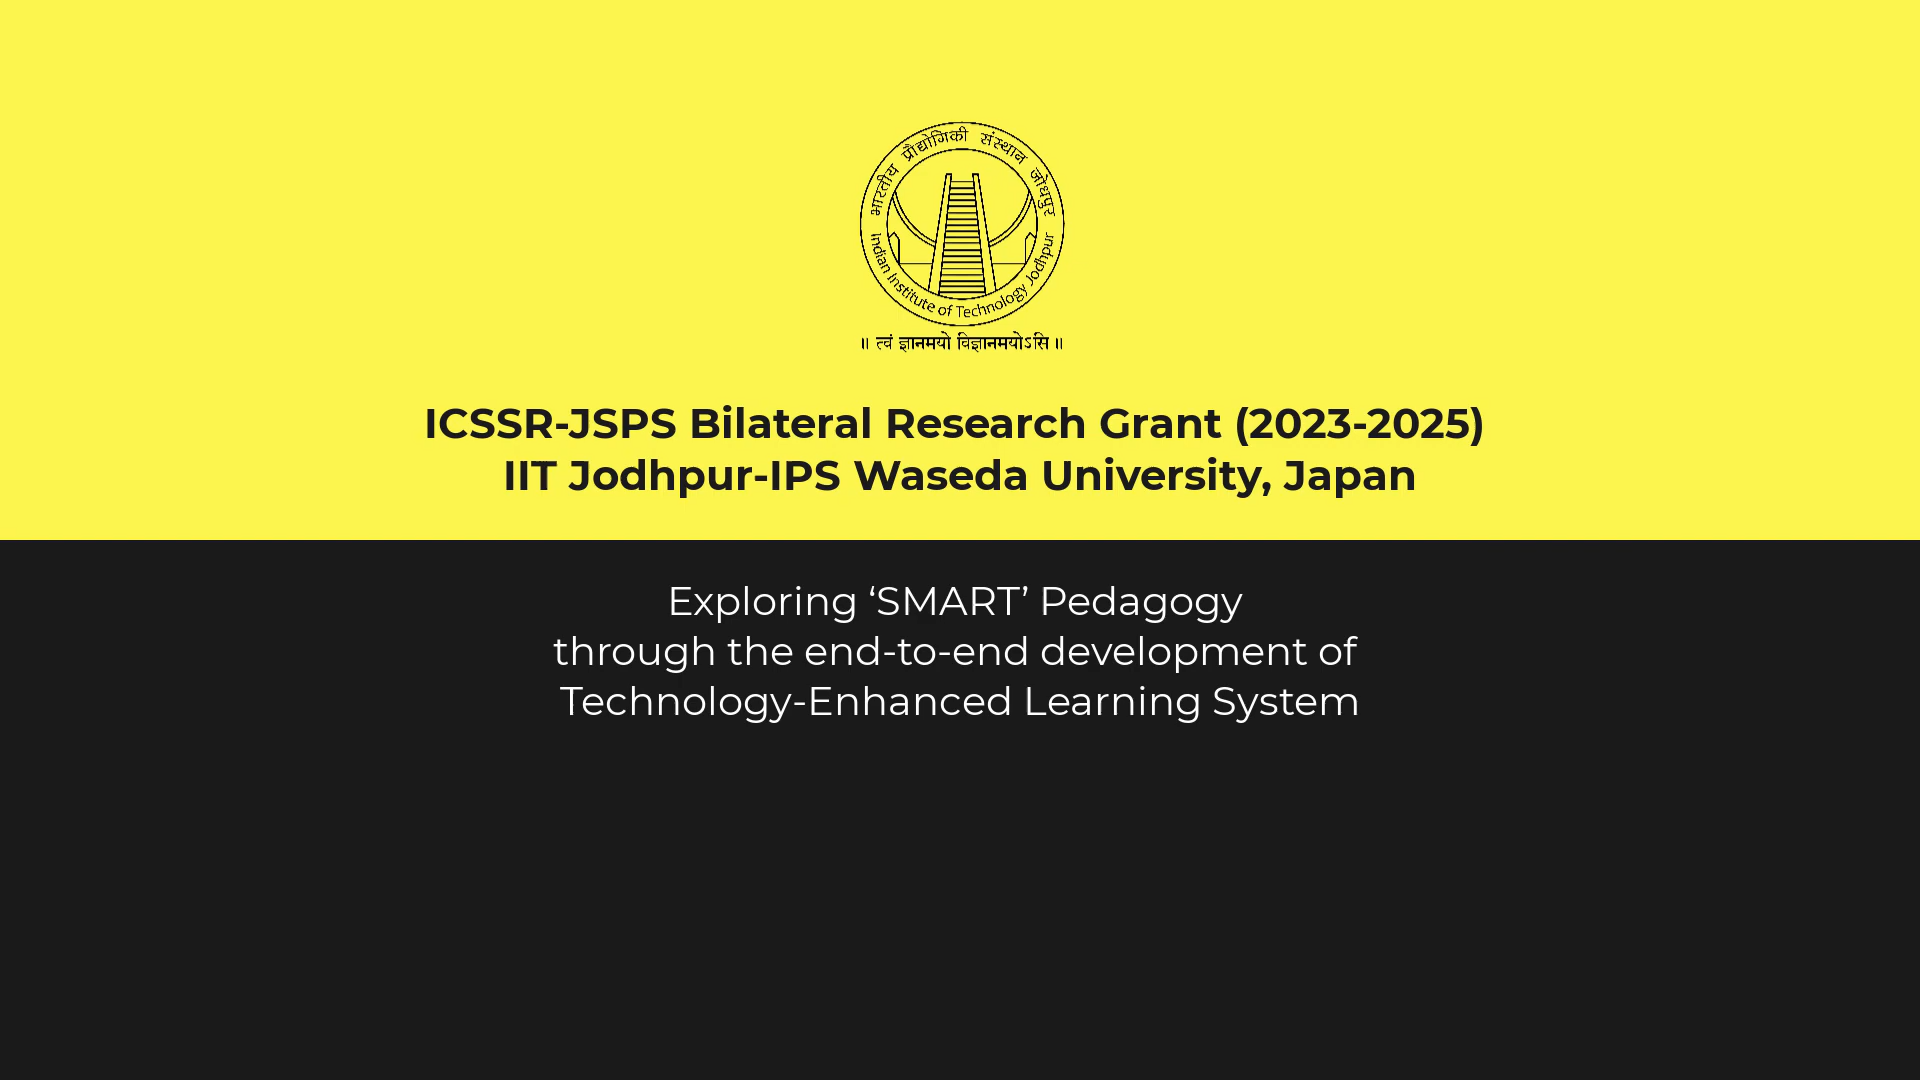 भारतीय प्रौद्योगिकी संस्थान जोधपुर
Indian Institute of Technology Jodhpur
॥ त्वं ज्ञानमयो विज्ञानमयोऽसि ॥
ICSSR-JSPS Bilateral Research Grant (2023-2025)
IIT Jodhpur-IPS Waseda University, Japan
Exploring ‘SMART’ Pedagogy
through the end-to-end development of
Technology-Enhanced Learning System